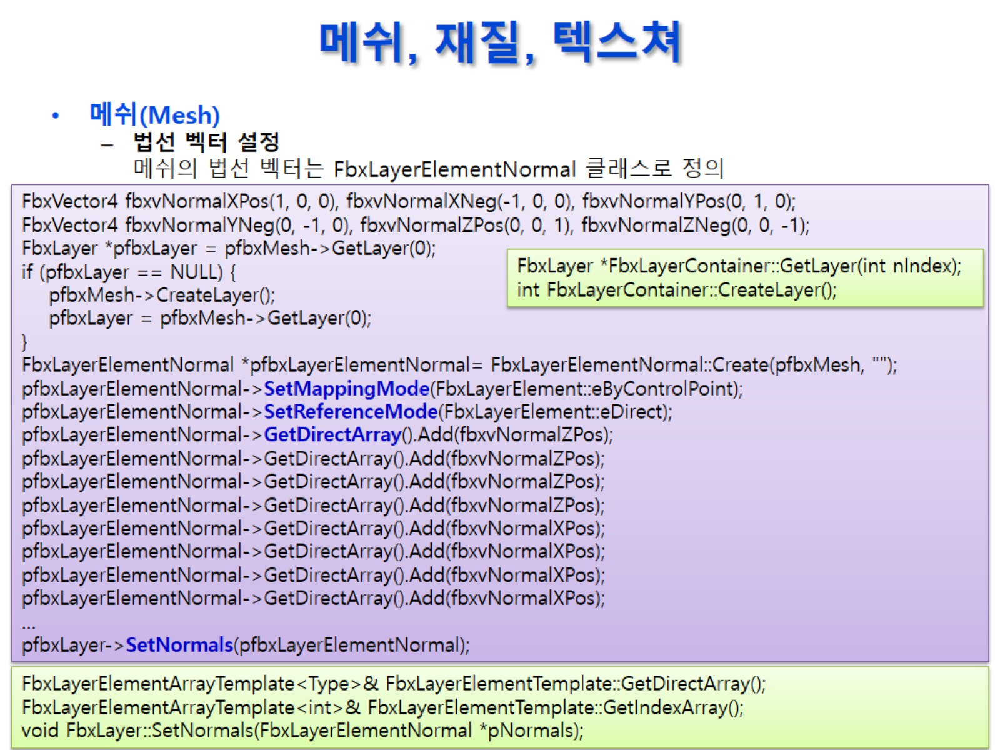 메쉬, 재질, 텍스쳐
• 메쉬(Mesh)
– 법선 벡터 설정
메쉬의 법선 벡터는 FbxLayerElementNormal 클래스로 정의
FbxVector4 fbxvNormalXPos(1, 0, 0), fbxvNormalXNeg(-1, 0, 0), fbxvNormalYPos(0, 1, 0);
FbxVector4 fbxvNormalYNeg(0, -1, 0), fbxvNormalZPos(0, 0, 1), fbxvNormalZNeg(0, 0, -1);
FbxLayer *pfbxLayer = pfbxMesh->GetLayer(0);
if (pfbxLayer == NULL) {
pfbxMesh->CreateLayer();
pfbxLayer = pfbxMesh->GetLayer(0);
}
FbxLayer *FbxLayerContainer::GetLayer(int nIndex);
int FbxLayerContainer::CreateLayer();
FbxLayerElementNormal *pfbxLayerElementNormal= FbxLayerElementNormal::Create(pfbxMesh, "");
pfbxLayerElementNormal->SetMappingMode(FbxLayerElement::eByControlPoint);
pfbxLayerElementNormal->SetReferenceMode(FbxLayerElement::eDirect);
pfbxLayerElementNormal->GetDirectArray().Add(fbxvNormalZPos);
pfbxLayerElementNormal->GetDirectArray().Add(fbxvNormalZPos);
pfbxLayerElementNormal->GetDirectArray().Add(fbxvNormalZPos);
pfbxLayerElementNormal->GetDirectArray().Add(fbxvNormalZPos);
pfbxLayerElementNormal->GetDirectArray().Add(fbxvNormalXPos);
pfbxLayerElementNormal->GetDirectArray().Add(fbxvNormalXPos);
pfbxLayerElementNormal->GetDirectArray().Add(fbxvNormalXPos);
pfbxLayerElementNormal->GetDirectArray().Add(fbxvNormalXPos);
...
pfbxLayer->SetNormals(pfbxLayerElementNormal);
FbxLayerElementArrayTemplate<Type>& FbxLayerElementTemplate::GetDirectArray();
FbxLayerElementArrayTemplate<int>& FbxLayerElementTemplate::GetIndexArray();
void FbxLayer::SetNormals(FbxLayerElementNormal *pNormals);